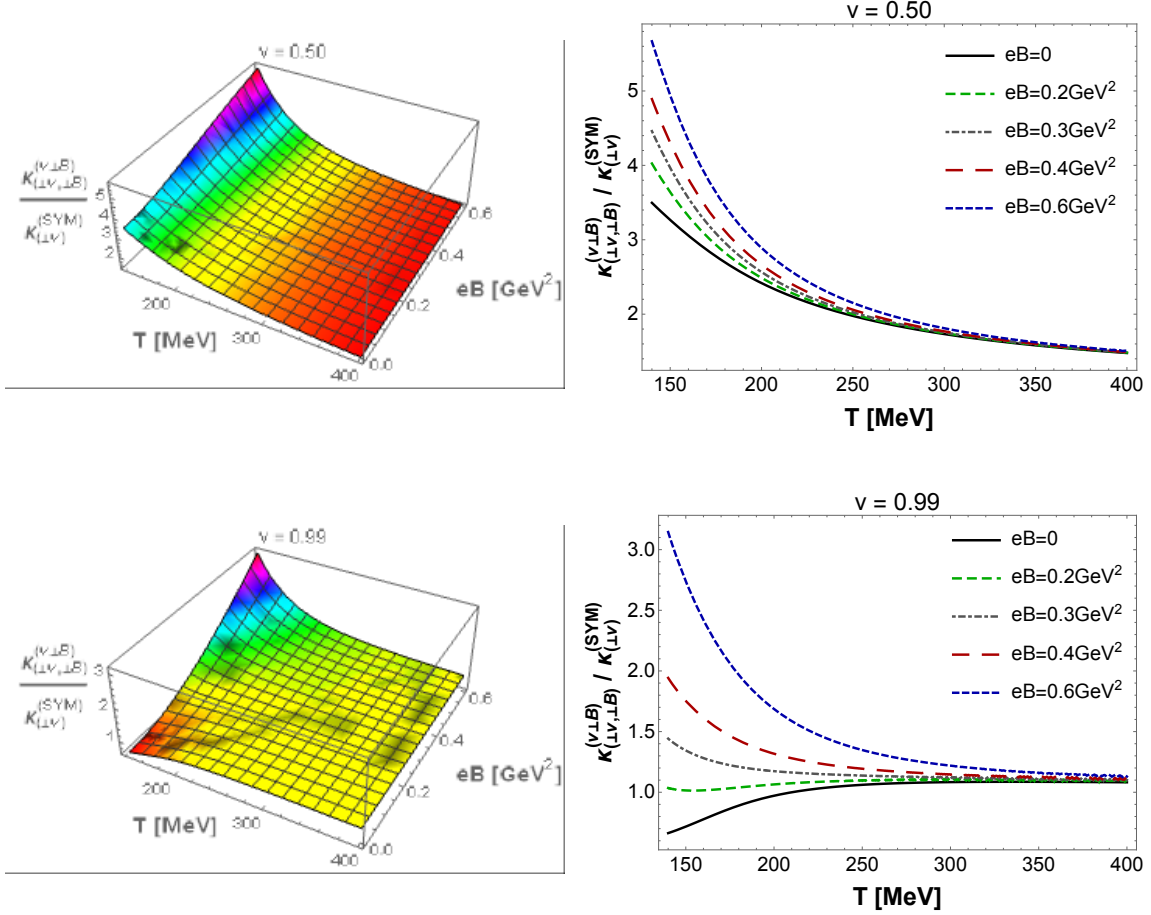 v = 0.50
κ(⊥v,⊥B)^(v⊥B)
κ(⊥v)^(SYM)
5
4
3
2
200
300
400
T [MeV]
0.0
0.2
0.4
0.6
eB [GeV²]
v = 0.50
eB=0
eB=0.2GeV²
eB=0.3GeV²
eB=0.4GeV²
eB=0.6GeV²
κ(⊥v,⊥B)^(v⊥B) / κ(⊥v)^(SYM)
5
4
3
2
150 200 250 300 350 400
T [MeV]
v = 0.99
κ(⊥v,⊥B)^(v⊥B)
κ(⊥v)^(SYM)
3
2
1
200
300
400
T [MeV]
0.0
0.2
0.4
0.6
eB [GeV²]
v = 0.99
eB=0
eB=0.2GeV²
eB=0.3GeV²
eB=0.4GeV²
eB=0.6GeV²
κ(⊥v,⊥B)^(v⊥B) / κ(⊥v)^(SYM)
3.0
2.5
2.0
1.5
1.0
150 200 250 300 350 400
T [MeV]